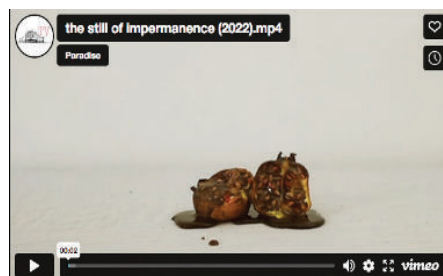 the still of impermanence (2022).mp4
Paradise
00:02
vimeo